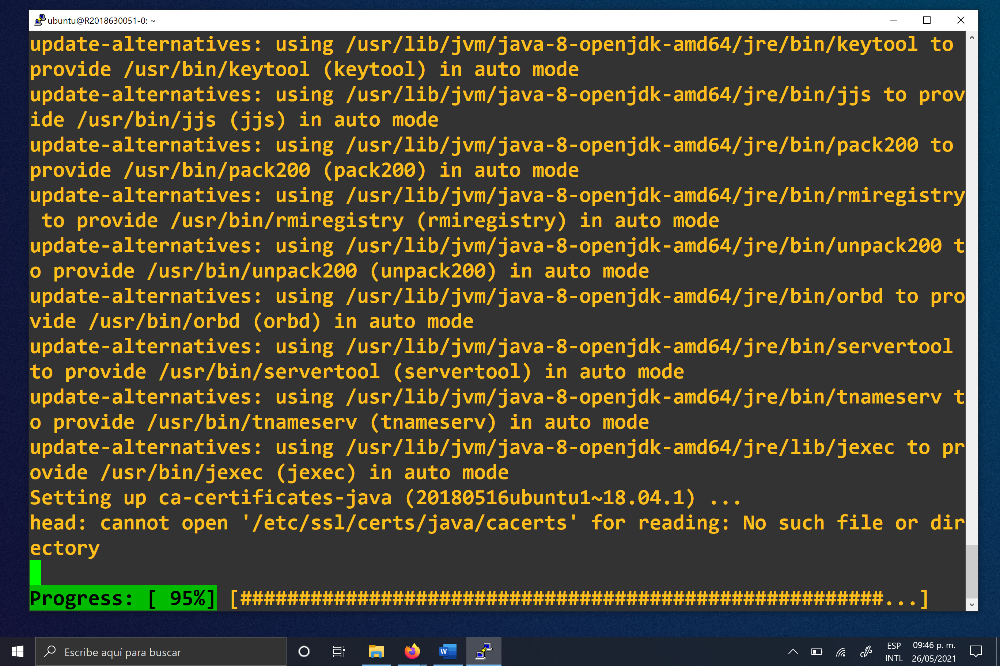 ubuntu@R2018630051-0: ~
update-alternatives: using /usr/lib/jvm/java-8-openjdk-amd64/jre/bin/keytool to
provide /usr/bin/keytool (keytool) in auto mode
update-alternatives: using /usr/lib/jvm/java-8-openjdk-amd64/jre/bin/jjs to prov
ide /usr/bin/jjs (jjs) in auto mode
update-alternatives: using /usr/lib/jvm/java-8-openjdk-amd64/jre/bin/pack200 to
provide /usr/bin/pack200 (pack200) in auto mode
update-alternatives: using /usr/lib/jvm/java-8-openjdk-amd64/jre/bin/rmiregistry
 to provide /usr/bin/rmiregistry (rmiregistry) in auto mode
update-alternatives: using /usr/lib/jvm/java-8-openjdk-amd64/jre/bin/unpack200 t
o provide /usr/bin/unpack200 (unpack200) in auto mode
update-alternatives: using /usr/lib/jvm/java-8-openjdk-amd64/jre/bin/orbd to pro
vide /usr/bin/orbd (orbd) in auto mode
update-alternatives: using /usr/lib/jvm/java-8-openjdk-amd64/jre/bin/servertool
to provide /usr/bin/servertool (servertool) in auto mode
update-alternatives: using /usr/lib/jvm/java-8-openjdk-amd64/jre/bin/tnameserv t
o provide /usr/bin/tnameserv (tnameserv) in auto mode
update-alternatives: using /usr/lib/jvm/java-8-openjdk-amd64/jre/lib/jexec to pr
ovide /usr/bin/jexec (jexec) in auto mode
Setting up ca-certificates-java (20180516ubuntu1~18.04.1) ...
head: cannot open '/etc/ssl/certs/java/cacerts' for reading: No such file or dir
ectory
Progress: [ 95%] [#######################################################...]
Escribe aquí para buscar
W
ESP
INTL
09:46 p. m.
26/05/2021